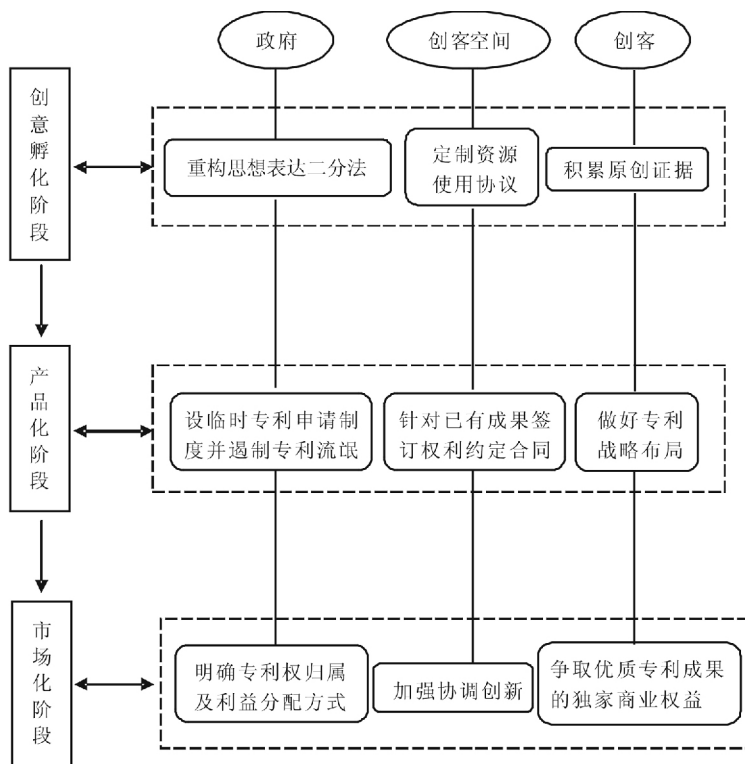 政府
创客空间
创客
创意孵化阶段
重构思想表达二分法
定制资源
使用协议
积累原创证据
产品化阶段
设临时专利申请制
度并遏制专利流氓
针对已有成果签
订权利约定合同
做好专利
战略布局
市场化阶段
明确专利权归属
及利益分配方式
加强协调创新
争取优质专利成果
的独家商业权益